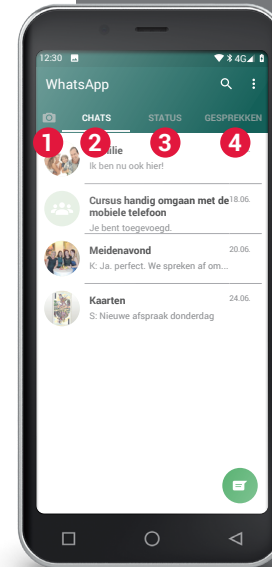 12:30 4G
WhatsApp
CHATS STATUS GESPREKKEN
1 2 3 4
Ik ben nu ook hier!
Cursus handig omgaan met de 18.06.
mobiele telefoon
Je bent toegevoegd.
Meidenavond 20.06.
K: Ja. perfect. We spreken af om...
Kaarten 24.06.
S: Nieuwe afspraak donderdag